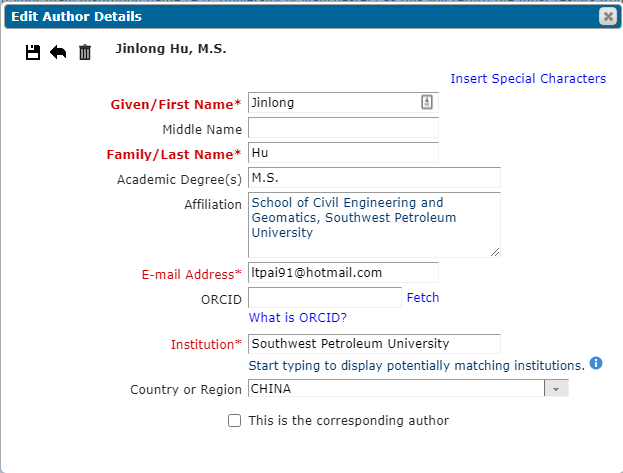 Edit Author Details
Jinlong Hu, M.S.
Insert Special Characters
Given/First Name* Jinlong
Middle Name
Family/Last Name* Hu
Academic Degree(s) M.S.
Affiliation School of Civil Engineering and
Geomatics, Southwest Petroleum
University
E-mail Address* ltpai91@hotmail.com
ORCID Fetch
What is ORCID?
Institution* Southwest Petroleum University
Start typing to display potentially matching institutions.
Country or Region CHINA
This is the corresponding author